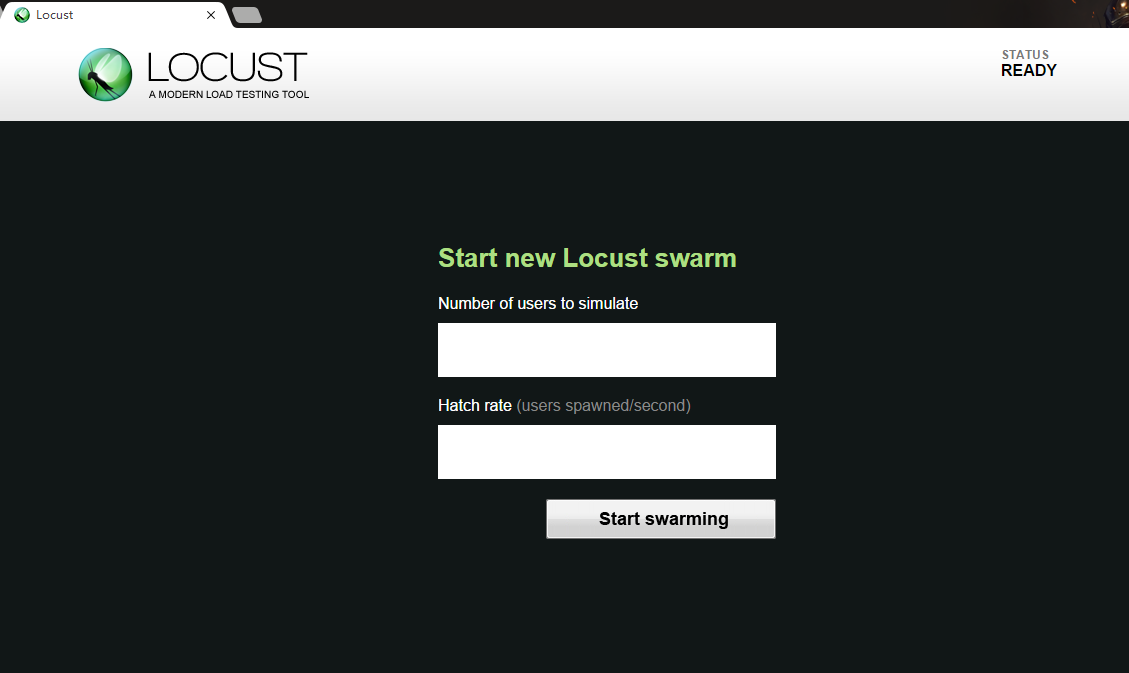 Locust
LOCUST
A MODERN LOAD TESTING TOOL
STATUS
READY
Start new Locust swarm
Number of users to simulate
Hatch rate (users spawned/second)
Start swarming